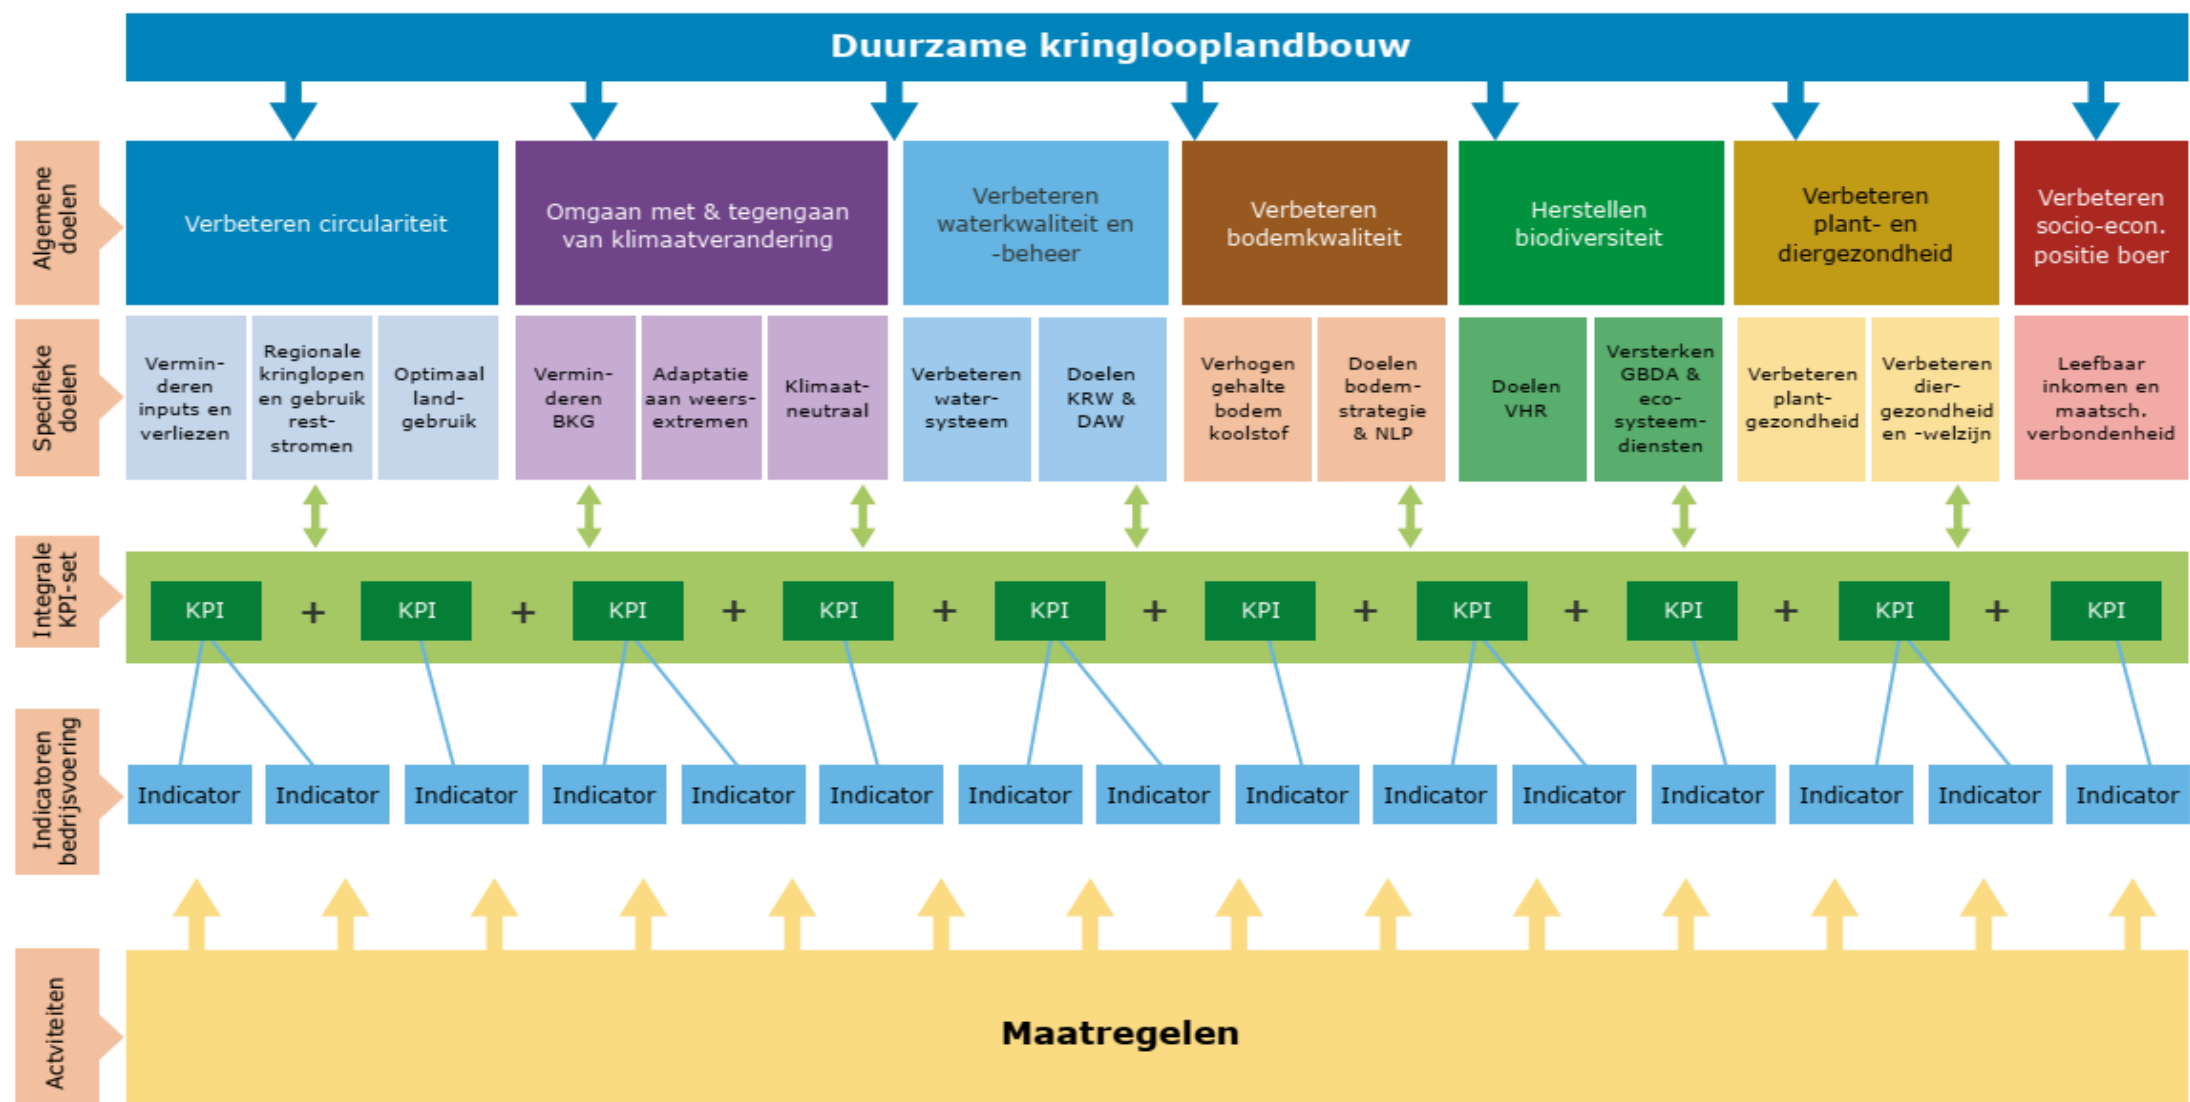 Duurzame kringlooplandbouw
Algemene
doelen
Verbeteren circulariteit
Omgaan met & tegengaan
van klimaatverandering
Verbeteren
waterkwaliteit en
-beheer
Verbeteren
bodemkwaliteit
Herstellen
biodiversiteit
Verbeteren
plant- en
diergezondheid
Verbeteren
socio-econ.
positie boer
Specifieke
doelen
Vermin-
deren
inputs en
verliezen
Regionale
kringlopen
en gebruik
rest-
stromen
Optimaal
land-
gebruik
Vermin-
deren
BKG
Adaptatie
aan weers-
extremen
Klimaat-
neutraal
Verbeteren
water-
systeem
Doelen
KRW &
DAW
Verhogen
gehalte
bodem
koolstof
Doelen
bodem-
strategie
& NLP
Doelen
VHR
Versterken
GBDA &
eco-
systeem-
diensten
Verbeteren
plant-
gezondheid
Verbeteren
dier-
gezondheid
en -welzijn
Leefbaar
inkomen en
maatsch.
verbondenheid
Integrale
KPI-set
KPI + KPI + KPI + KPI + KPI + KPI + KPI + KPI + KPI + KPI
Indicatoren
bedrijsvoering
Indicator Indicator Indicator Indicator Indicator Indicator Indicator Indicator Indicator Indicator Indicator Indicator Indicator Indicator Indicator
Actviteiten
Maatregelen